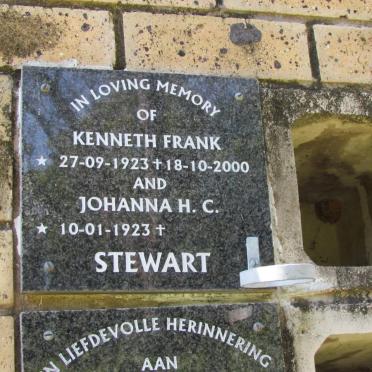 IN LOVING MEMORY
OF
KENNETH FRANK
★ 27-09-1923 ✝ 18-10-2000
AND
JOHANNA H. C.
★ 10-01-1923 ✝
STEWART
N LIEFDEVOLLE HERINNERING
AAN